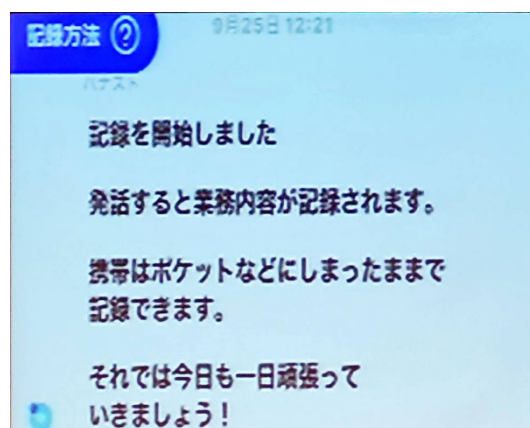 記録方法 ?
9月25日 12:21
ハナスト
記録を開始しました
発話すると業務内容が記録されます。
携帯はポケットなどにしまったままで
記録できます。
それでは今日も一日頑張って
いきましょう!